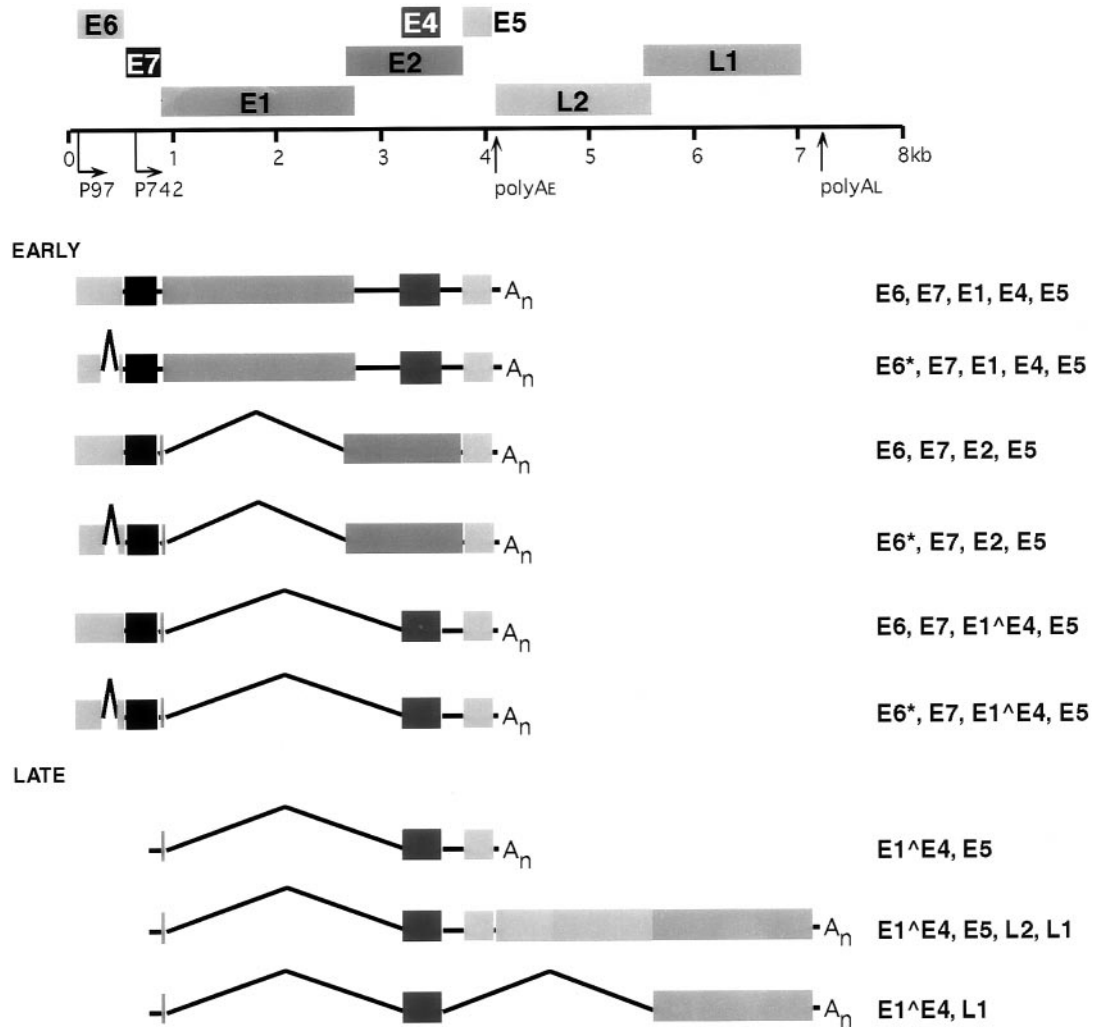 E6 E4 E5
E7 E2 L1
E1 L2
0 1 2 3 4 5 6 7 8kb
P97 P742 polyAE polyAL
EARLY
An E6, E7, E1, E4, E5
An E6*, E7, E1, E4, E5
An E6, E7, E2, E5
An E6*, E7, E2, E5
An E6, E7, E1^E4, E5
An E6*, E7, E1^E4, E5
LATE
An E1^E4, E5
An E1^E4, E5, L2, L1
An E1^E4, L1